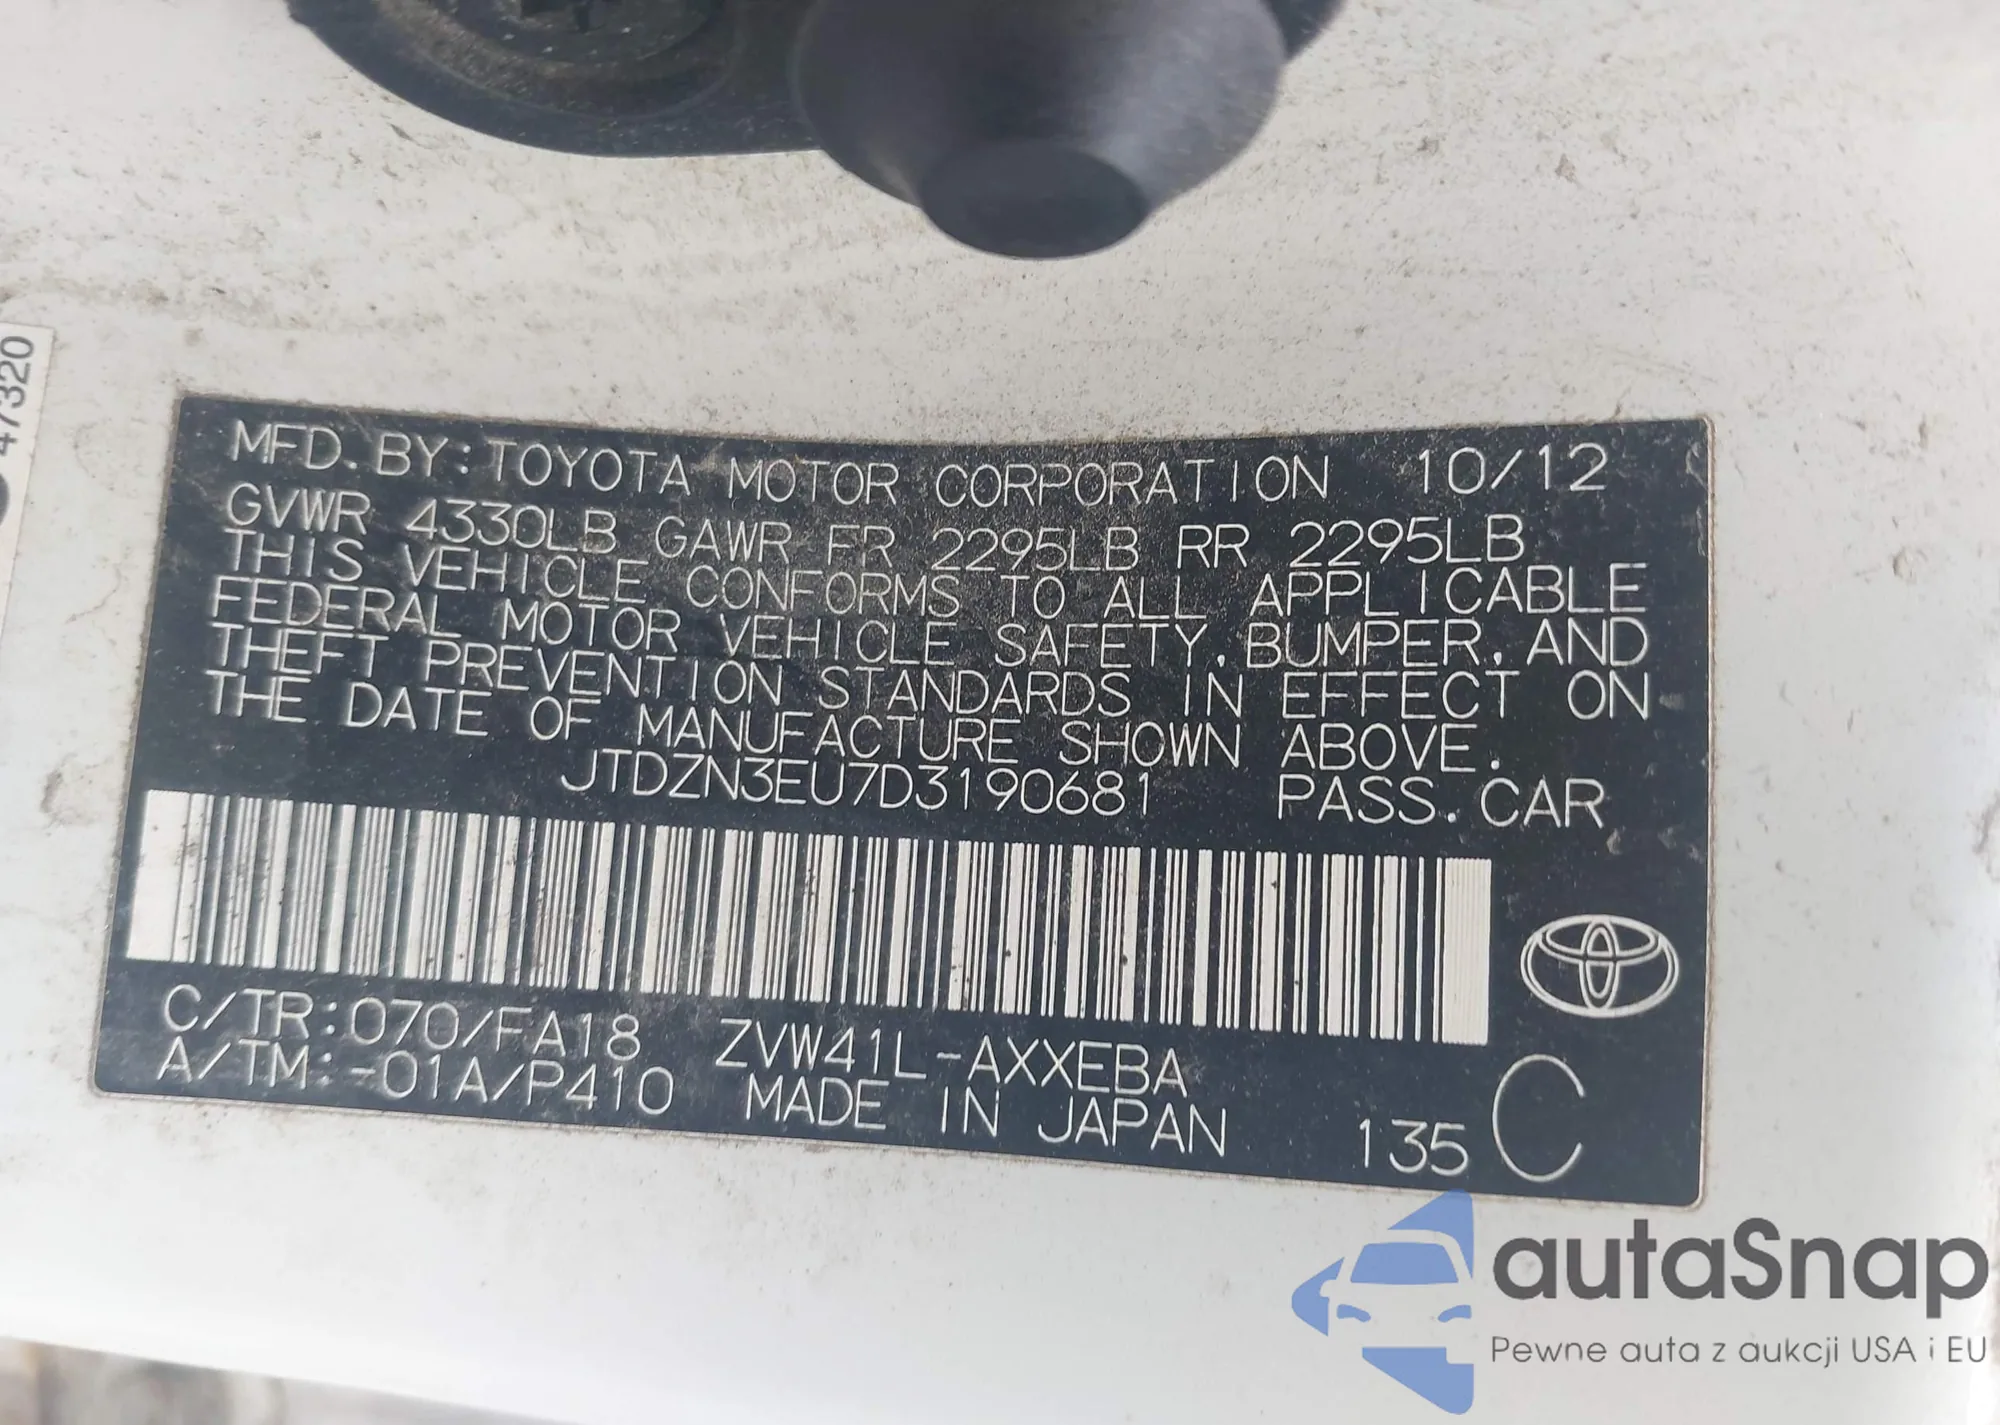 47320
MFD. BY: TOYOTA MOTOR CORPORATION 10/12
GVWR 4330LB GAWR FR 2295LB RR 2295LB
THIS VEHICLE CONFORMS TO ALL APPLICABLE
FEDERAL MOTOR VEHICLE SAFETY, BUMPER, AND
THEFT PREVENTION STANDARDS IN EFFECT ON
THE DATE OF MANUFACTURE SHOWN ABOVE.
JTDZN3EU7D3190681 PASS. CAR
C/TR:070/FA18 ZVW41L-AXXEBA
A/TM:-01A/P410 MADE IN JAPAN 135 C
autaSnap
Pewne auta z aukcji USA i EU